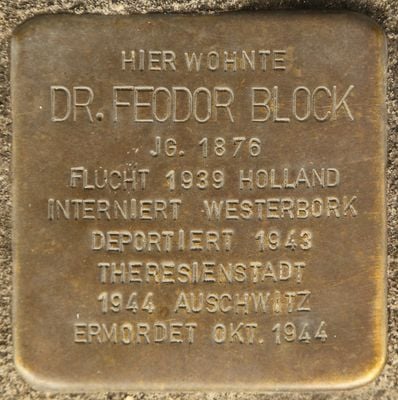 HIER WOHNTE
DR. FEODOR BLOCK
JG. 1876
FLUCHT 1939 HOLLAND
INTERNIERT WESTERBORK
DEPORTIERT 1943
THERESIENSTADT
1944 AUSCHWITZ
ERMORDET OKT. 1944